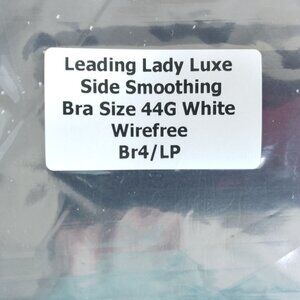 Leading Lady Luxe
Side Smoothing
Bra Size 44G White
Wirefree
Br4/LP